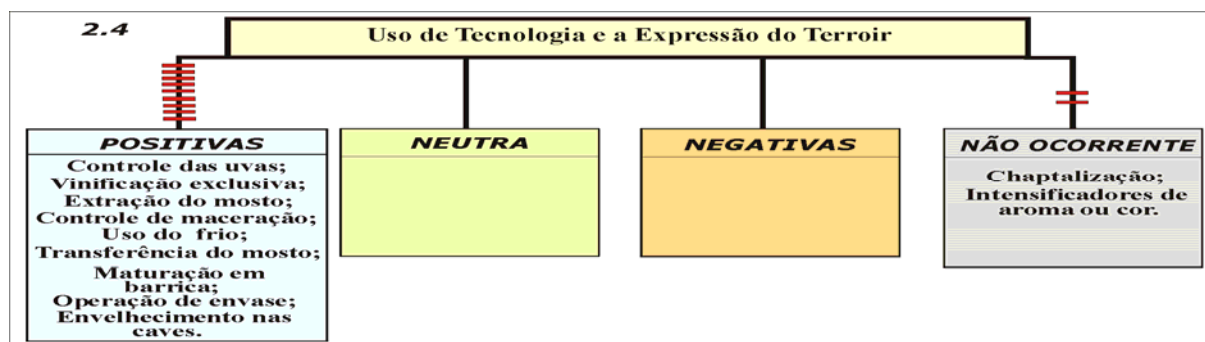 2.4
Uso de Tecnologia e a Expressão do Terroir
POSITIVAS
Controle das uvas;
Vinificação exclusiva;
Extração do mosto;
Controle de maceração;
Uso do frio;
Transferência do mosto;
Maturação em
barrica;
Operação de envase;
Envelhecimento nas
caves.
NEUTRA
NEGATIVAS
NÃO OCORRENTE
Chaptalização;
Intensificadores de
aroma ou cor.